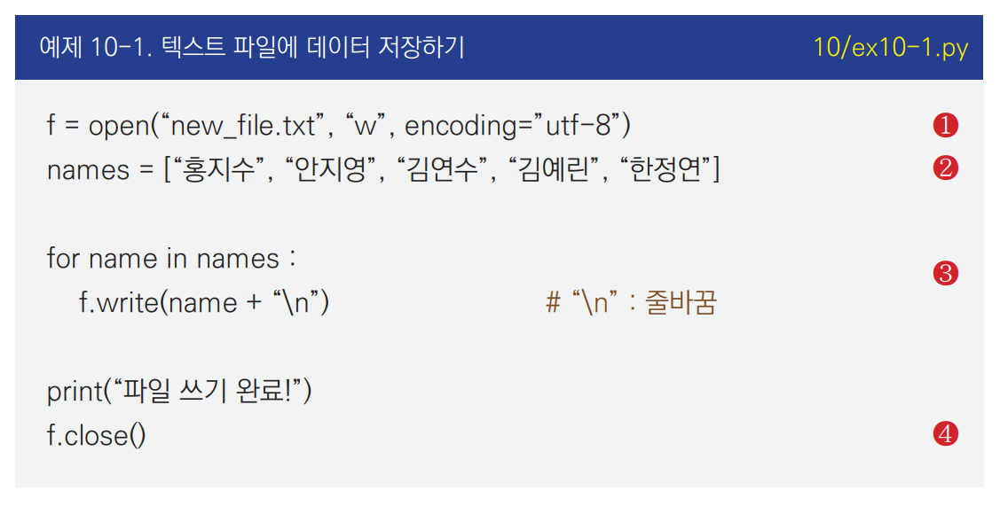 예제 10-1. 텍스트 파일에 데이터 저장하기 10/ex10-1.py
f = open(“new_file.txt”, “w”, encoding=”utf-8”) ❶
names = [“홍지수”, “안지영”, “김연수”, “김예린”, “한정연”] ❷
for name in names : ❸
f.write(name + “\n”) # “\n” : 줄바꿈
print(“파일 쓰기 완료!”)
f.close() ❹